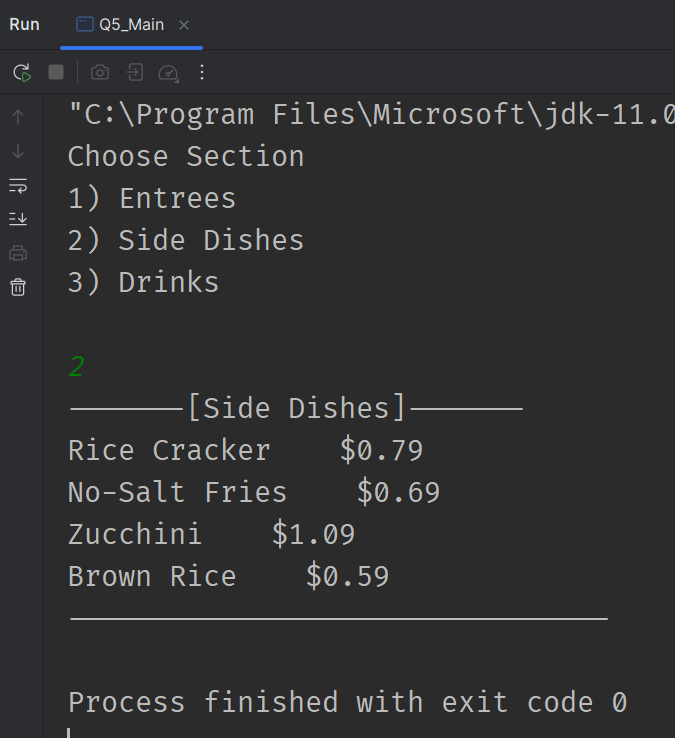 Run Q5_Main
"C:\Program Files\Microsoft\jdk-11.0
Choose Section
1) Entrees
2) Side Dishes
3) Drinks
2
-------[Side Dishes]-------
Rice Cracker    $0.79
No-Salt Fries    $0.69
Zucchini    $1.09
Brown Rice    $0.59
--------------------------------
Process finished with exit code 0